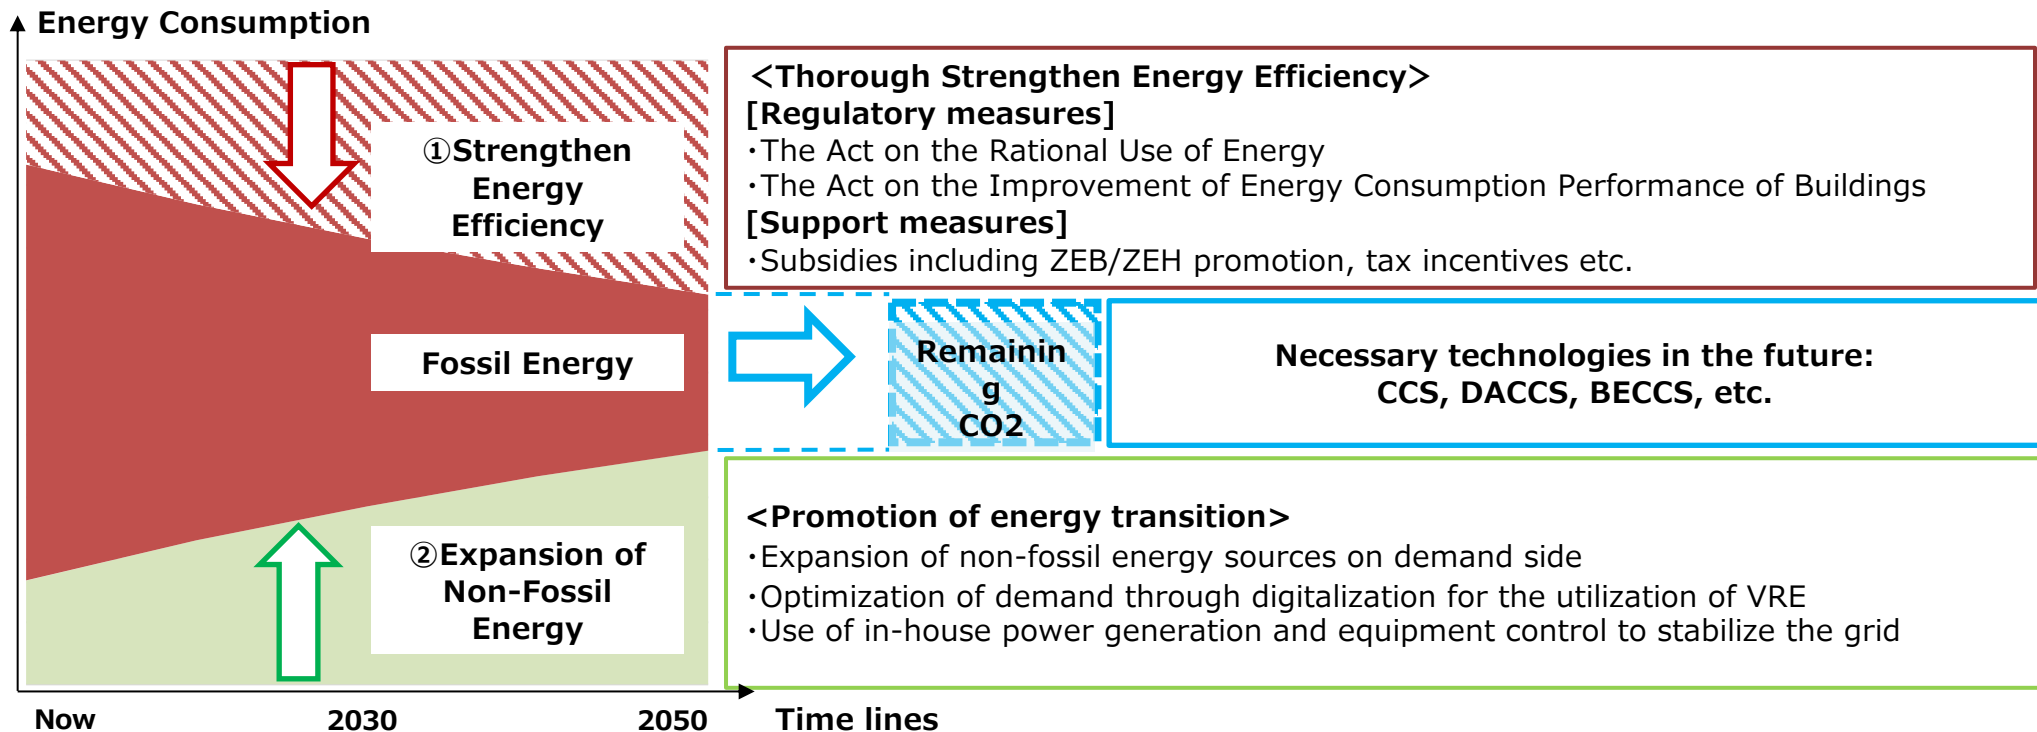 Energy Consumption
①Strengthen
Energy
Efficiency
Fossil Energy
②Expansion of
Non-Fossil
Energy
Now
2030
2050
Time lines
<Thorough Strengthen Energy Efficiency>
[Regulatory measures]
・The Act on the Rational Use of Energy
・The Act on the Improvement of Energy Consumption Performance of Buildings
[Support measures]
・Subsidies including ZEB/ZEH promotion, tax incentives etc.
Remainin
g
CO2
Necessary technologies in the future:
CCS, DACCS, BECCS, etc.
<Promotion of energy transition>
・Expansion of non-fossil energy sources on demand side
・Optimization of demand through digitalization for the utilization of VRE
・Use of in-house power generation and equipment control to stabilize the grid